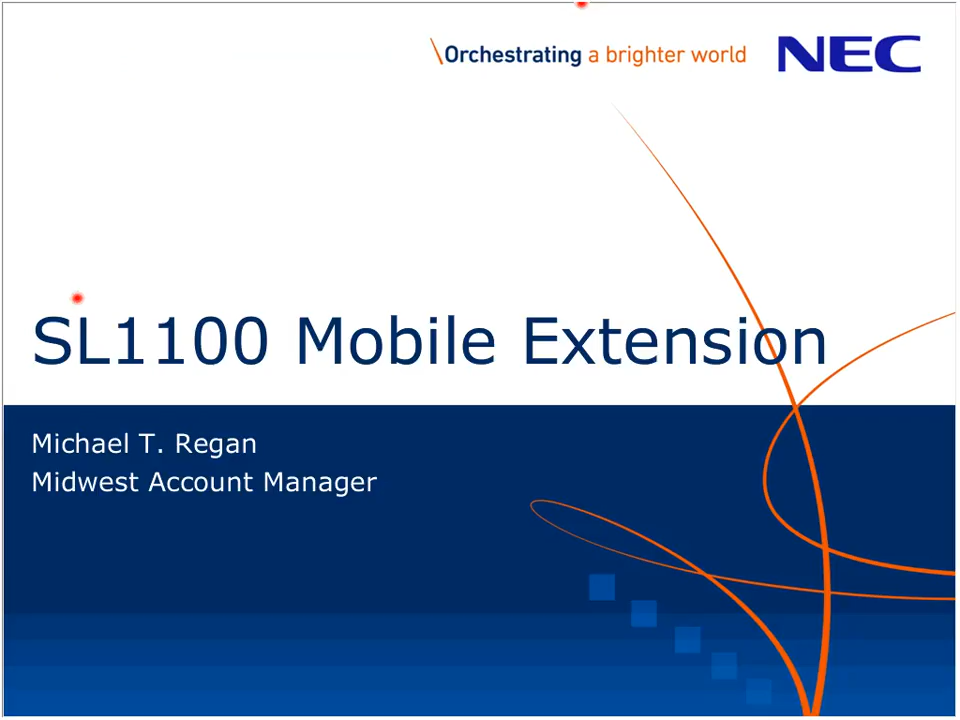 \Orchestrating a brighter world
NEC
SL1100 Mobile Extension
Michael T. Regan
Midwest Account Manager